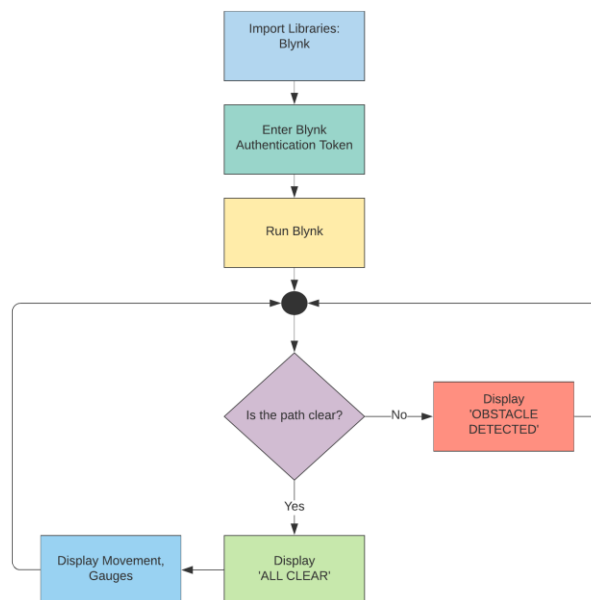 Import Libraries:
Blynk
Enter Blynk
Authentication Token
Run Blynk
Is the path clear?
No
Display
'OBSTACLE
DETECTED'
Yes
Display
'ALL CLEAR'
Display Movement,
Gauges